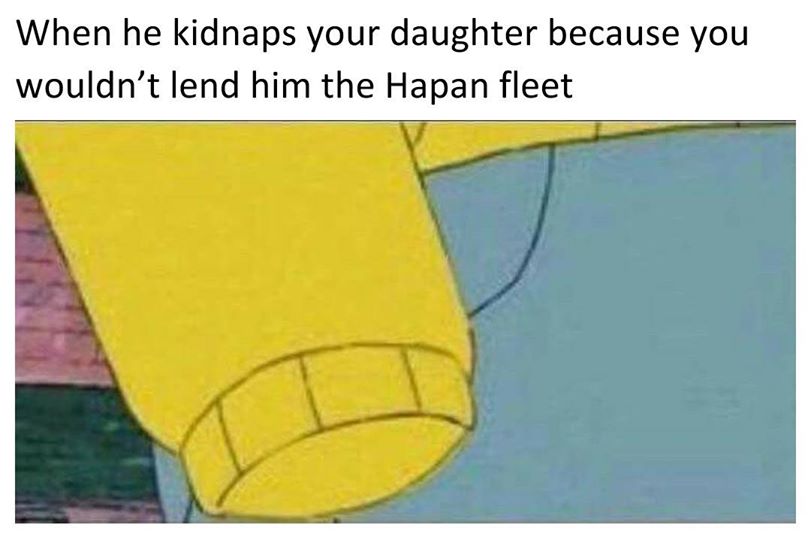 When he kidnaps your daughter because you
wouldn’t lend him the Hapan fleet